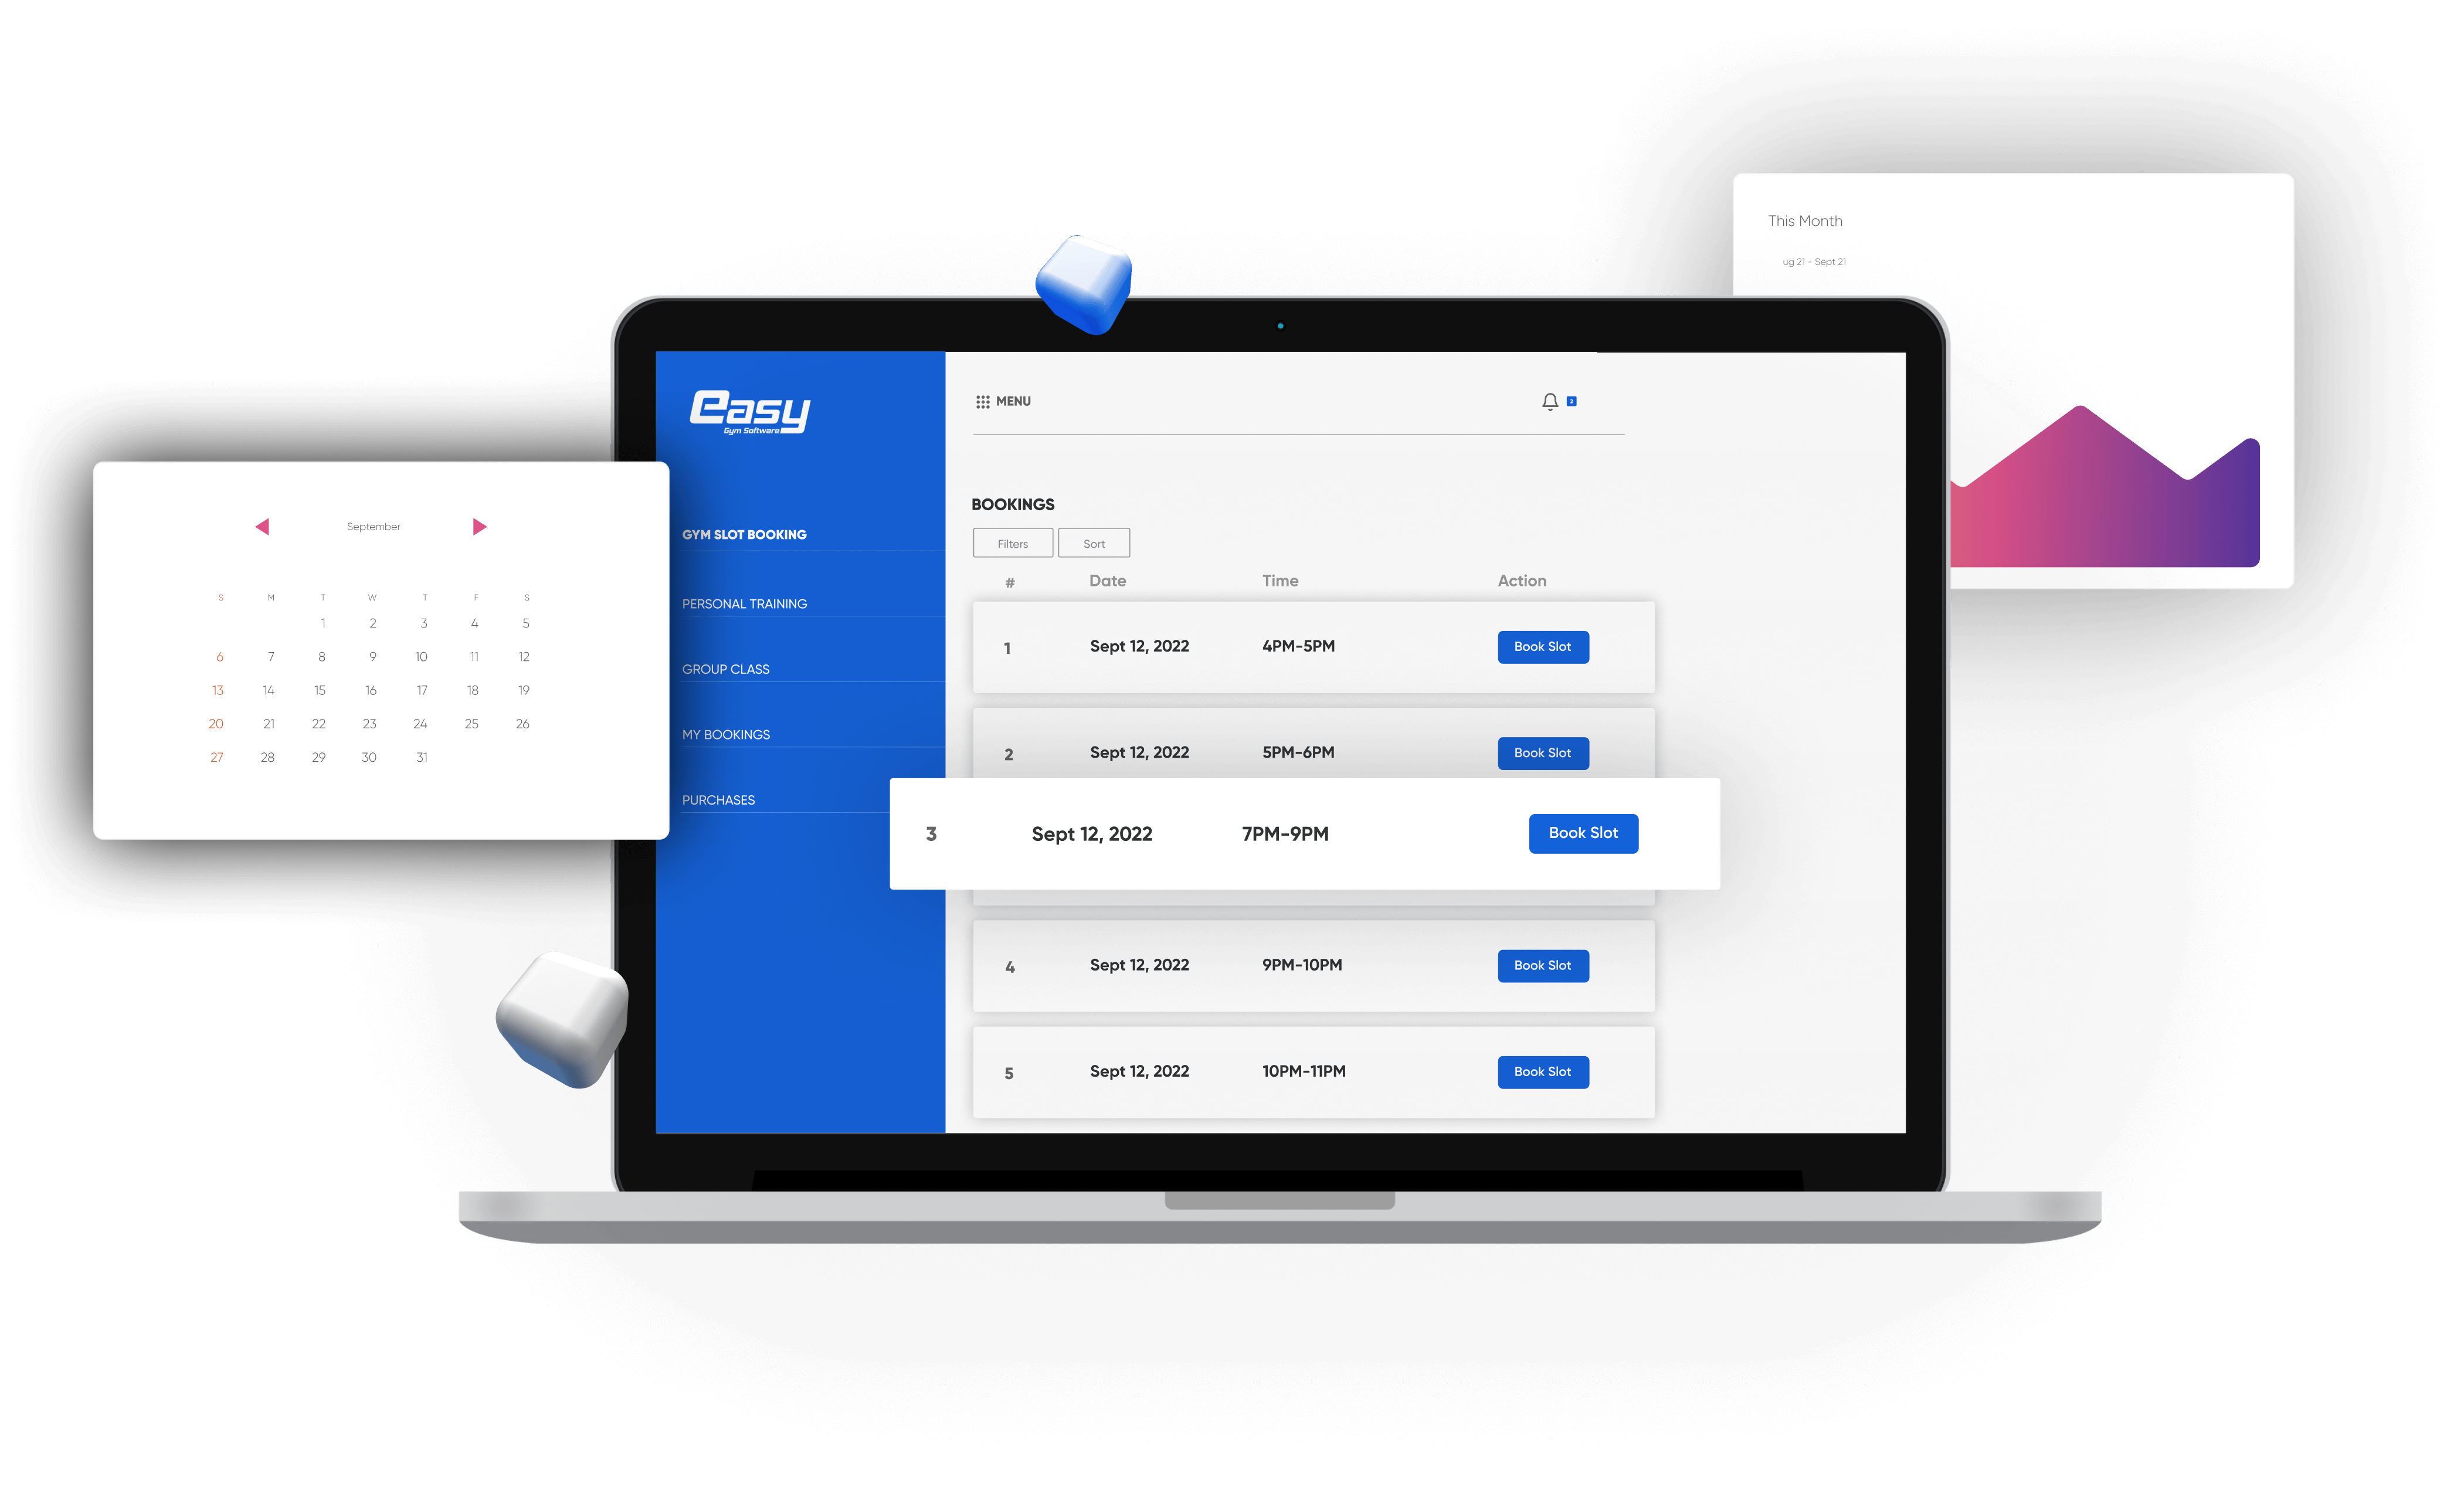 This Month
ug 21 - Sept 21
easy
Gym Software
MENU
2
September
S M T W T F S
1 2 3 4 5
6 7 8 9 10 11 12
13 14 15 16 17 18 19
20 21 22 23 24 25 26
27 28 29 30 31
GYM SLOT BOOKING
PERSONAL TRAINING
GROUP CLASS
MY BOOKINGS
PURCHASES
BOOKINGS
Filters Sort
# Date Time Action
1 Sept 12, 2022 4PM-5PM Book Slot
2 Sept 12, 2022 5PM-6PM Book Slot
3 Sept 12, 2022 7PM-9PM Book Slot
4 Sept 12, 2022 9PM-10PM Book Slot
5 Sept 12, 2022 10PM-11PM Book Slot